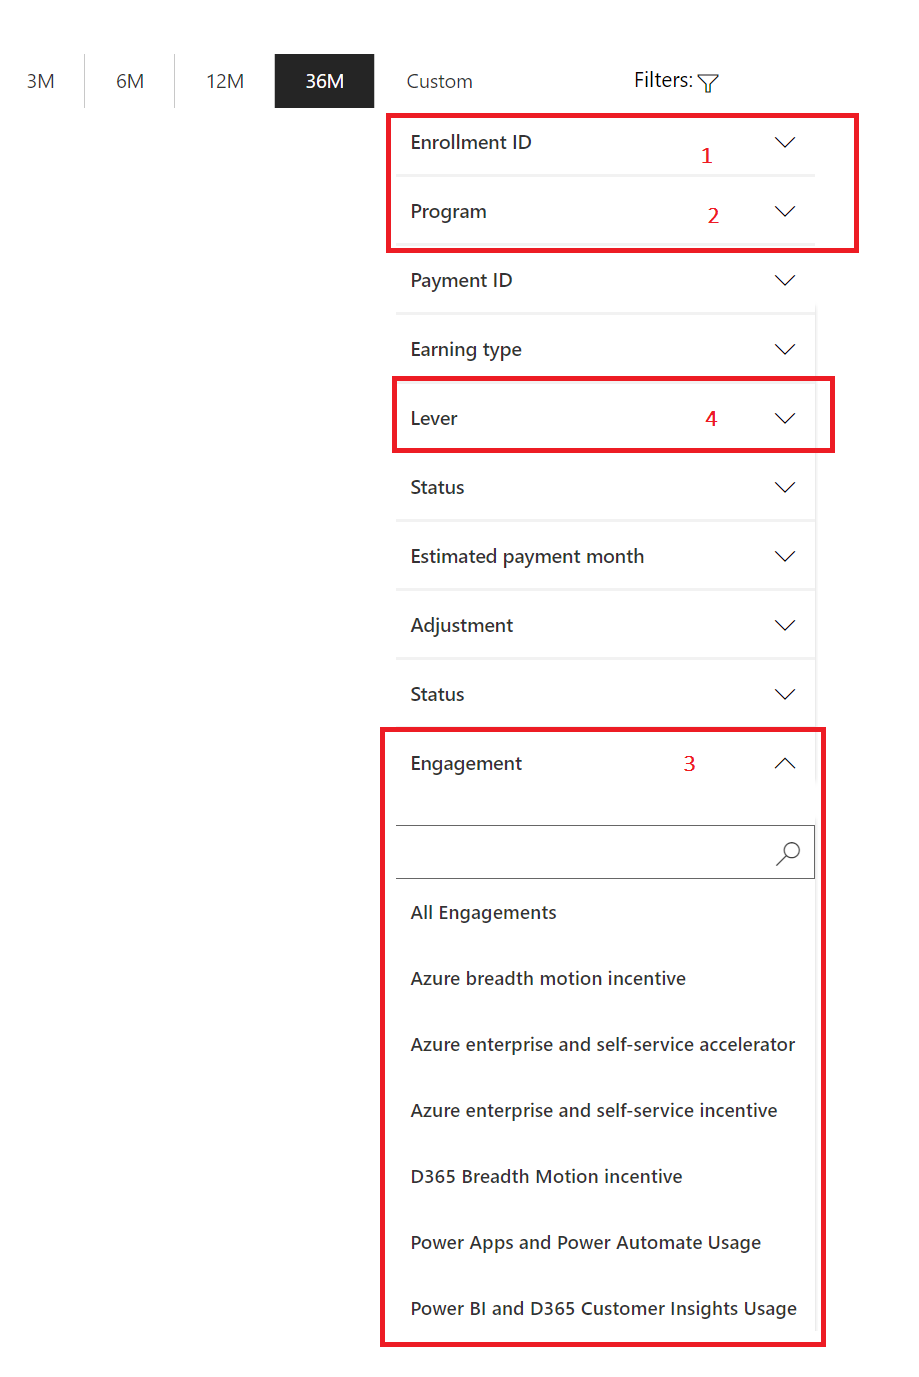 3M 6M 12M 36M Custom Filters:
Enrollment ID 1
Program 2
Payment ID
Earning type
Lever 4
Status
Estimated payment month
Adjustment
Status
Engagement 3
All Engagements
Azure breadth motion incentive
Azure enterprise and self-service accelerator
Azure enterprise and self-service incentive
D365 Breadth Motion incentive
Power Apps and Power Automate Usage
Power BI and D365 Customer Insights Usage